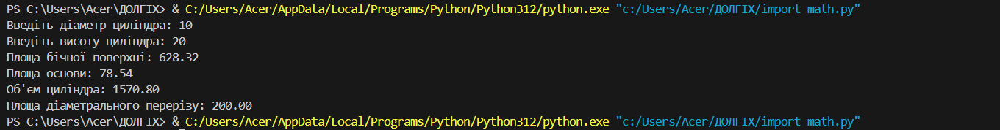 PS C:\Users\Acer\ДОЛГІХ> & C:/Users/Acer/AppData/Local/Programs/Python/Python312/python.exe "c:/Users/Acer/ДОЛГІХ/import math.py"
Введіть діаметр циліндра: 10
Введіть висоту циліндра: 20
Площа бічної поверхні: 628.32
Площа основи: 78.54
Об'єм циліндра: 1570.80
Площа діаметрального перерізу: 200.00
PS C:\Users\Acer\ДОЛГІХ> & C:/Users/Acer/AppData/Local/Programs/Python/Python312/python.exe "c:/Users/Acer/ДОЛГІХ/import math.py"